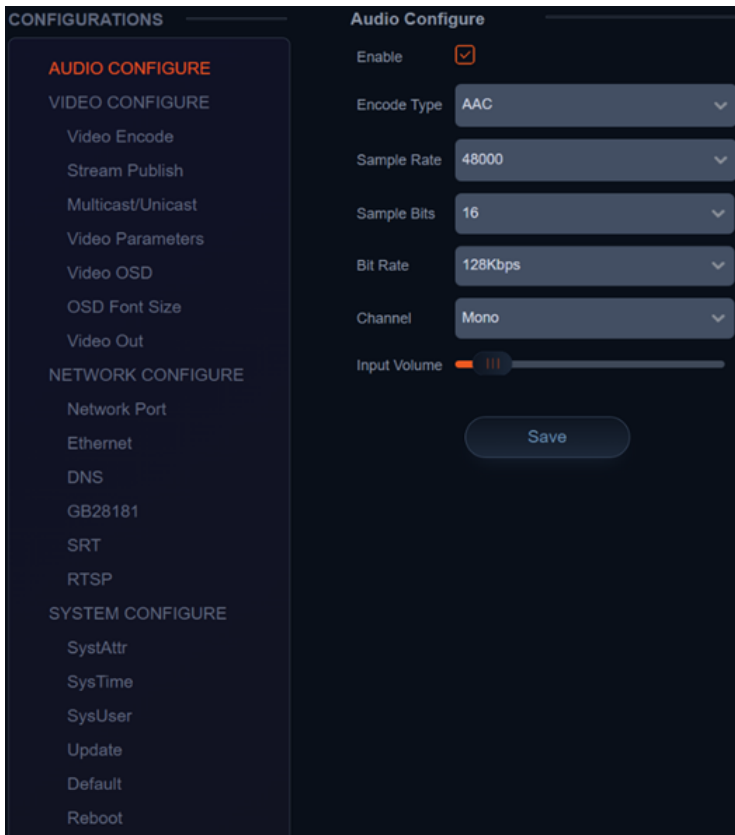 CONFIGURATIONS
AUDIO CONFIGURE
VIDEO CONFIGURE
Video Encode
Stream Publish
Multicast/Unicast
Video Parameters
Video OSD
OSD Font Size
Video Out
NETWORK CONFIGURE
Network Port
Ethernet
DNS
GB28181
SRT
RTSP
SYSTEM CONFIGURE
SystAttr
SysTime
SysUser
Update
Default
Reboot
Audio Configure
Enable
Encode Type AAC
Sample Rate 48000
Sample Bits 16
Bit Rate 128Kbps
Channel Mono
Input Volume
Save